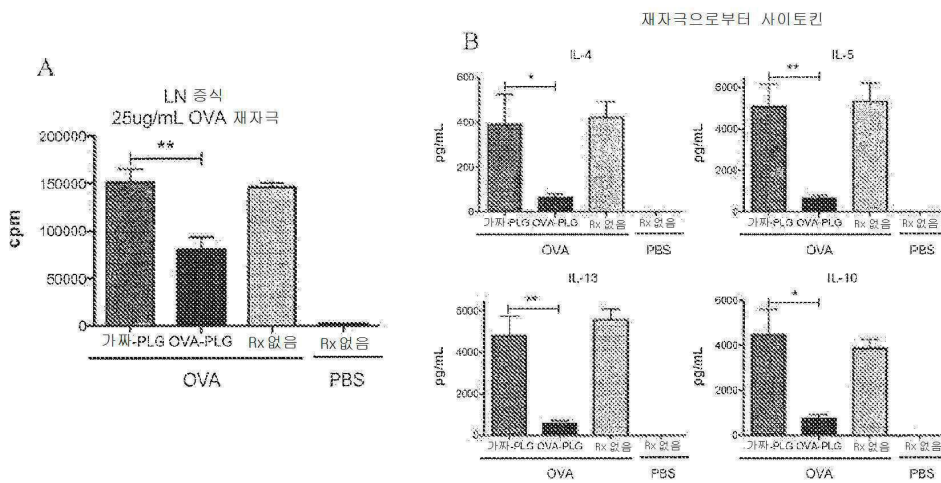 A
LN 증식
25ug/mL OVA 재자극
**
200000
150000
100000
50000
0
cpm
가짜-PLG OVA-PLG Rx 없음 Rx 없음
OVA PBS
재자극으로부터 사이토킨
B
IL-4
*
600
400
200
0
pg/mL
가짜-PLG OVA-PLG Rx 없음 Rx 없음
OVA PBS
IL-5
**
6000
4000
2000
0
pg/mL
가짜-PLG OVA-PLG Rx 없음 Rx 없음
OVA PBS
IL-13
**
6000
4000
2000
0
pg/mL
가짜-PLG OVA-PLG Rx 없음 Rx 없음
OVA PBS
IL-10
*
6000
4000
2000
0
pg/mL
가짜-PLG OVA-PLG Rx 없음 Rx 없음
OVA PBS